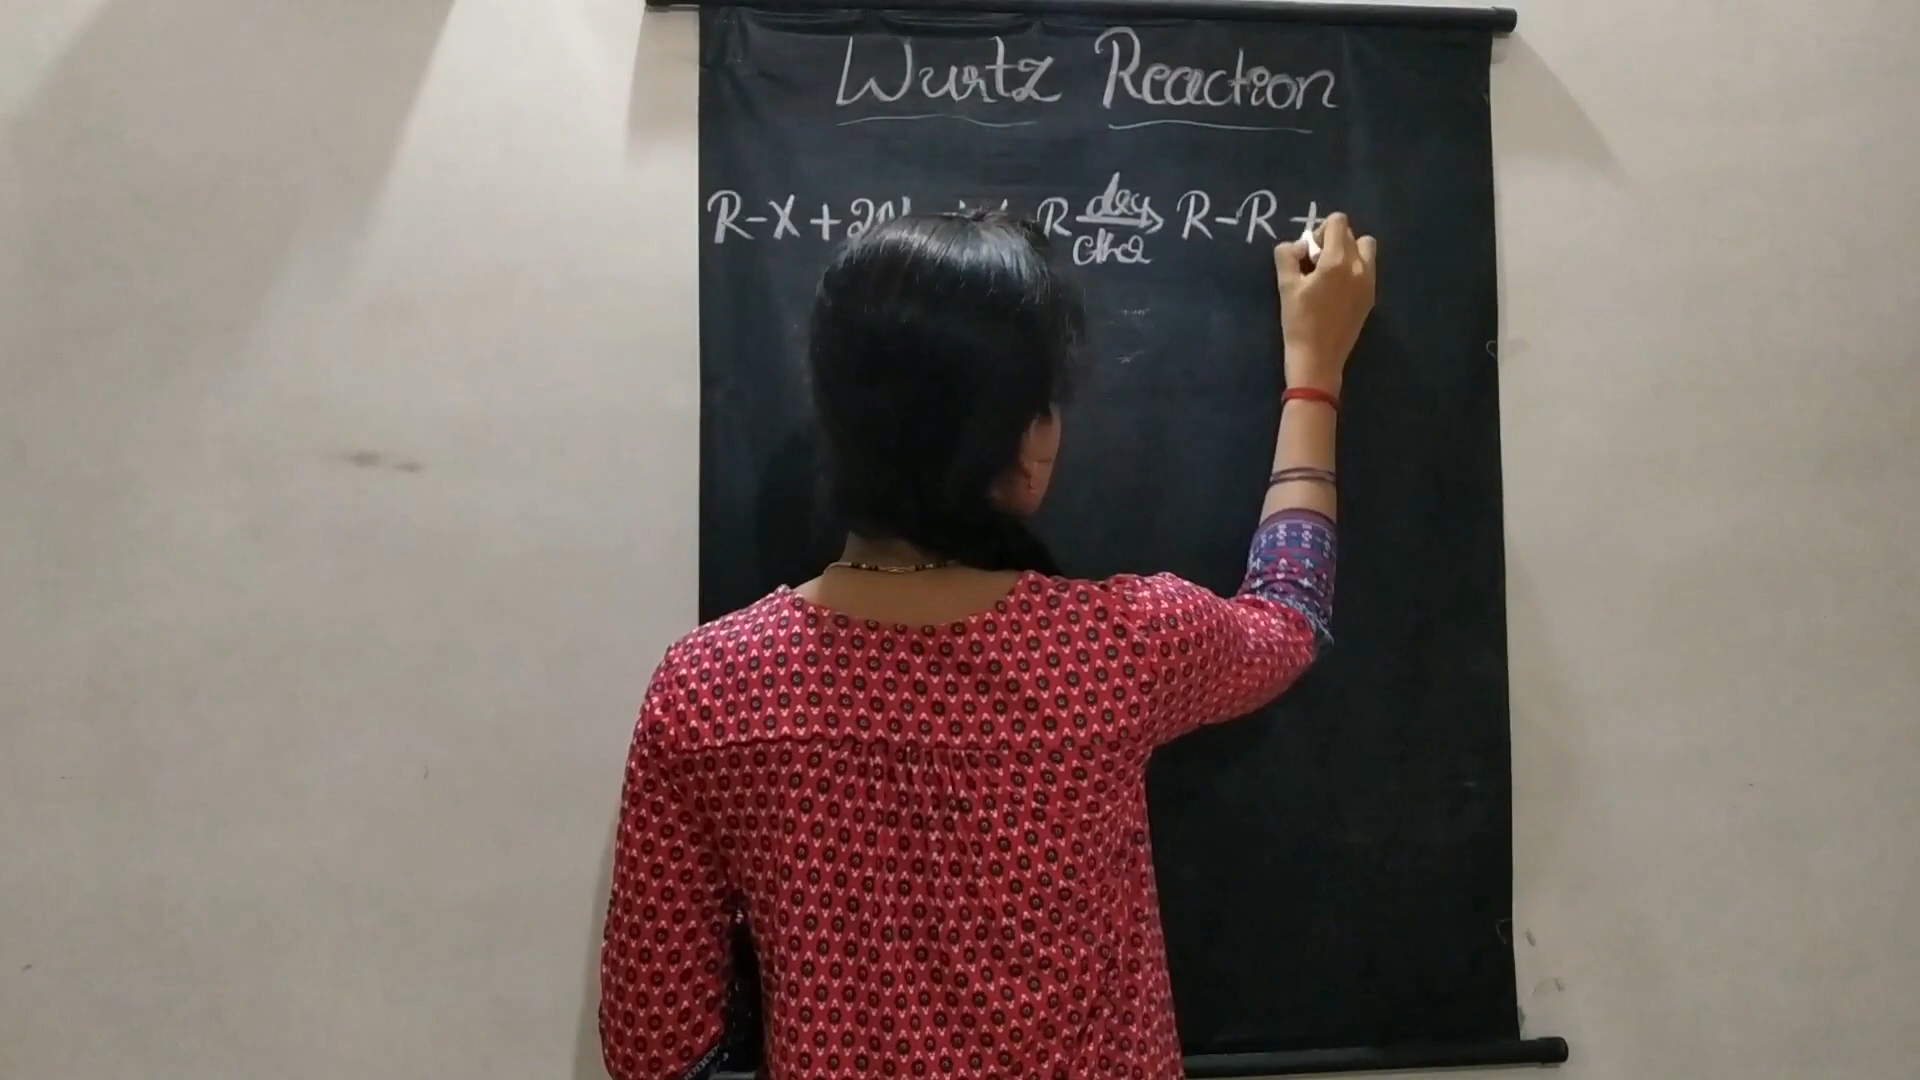 Wurtz Reaction
R-X+2 R dry ether R-R +